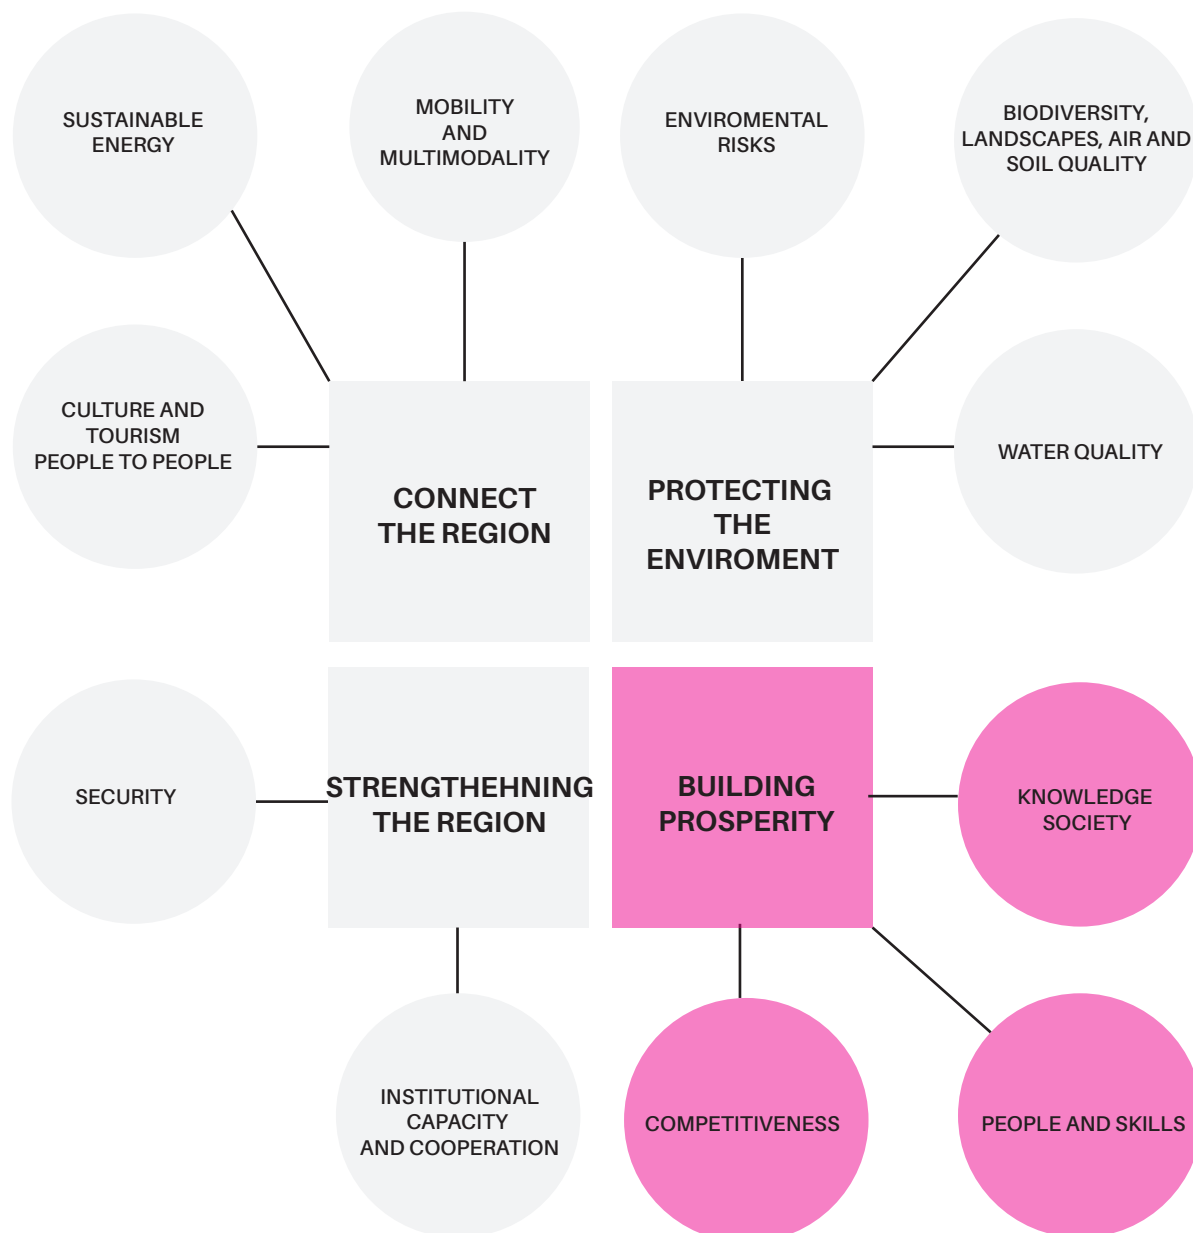 SUSTAINABLE
ENERGY
MOBILITY
AND
MULTIMODALITY
ENVIROMENTAL
RISKS
BIODIVERSITY,
LANDSCAPES, AIR AND
SOIL QUALITY
CULTURE AND
TOURISM
PEOPLE TO PEOPLE
CONNECT
THE REGION
PROTECTING
THE
ENVIROMENT
WATER QUALITY
SECURITY
STRENGTHEHNING
THE REGION
BUILDING
PROSPERITY
KNOWLEDGE
SOCIETY
INSTITUTIONAL
CAPACITY
AND COOPERATION
COMPETITIVENESS
PEOPLE AND SKILLS